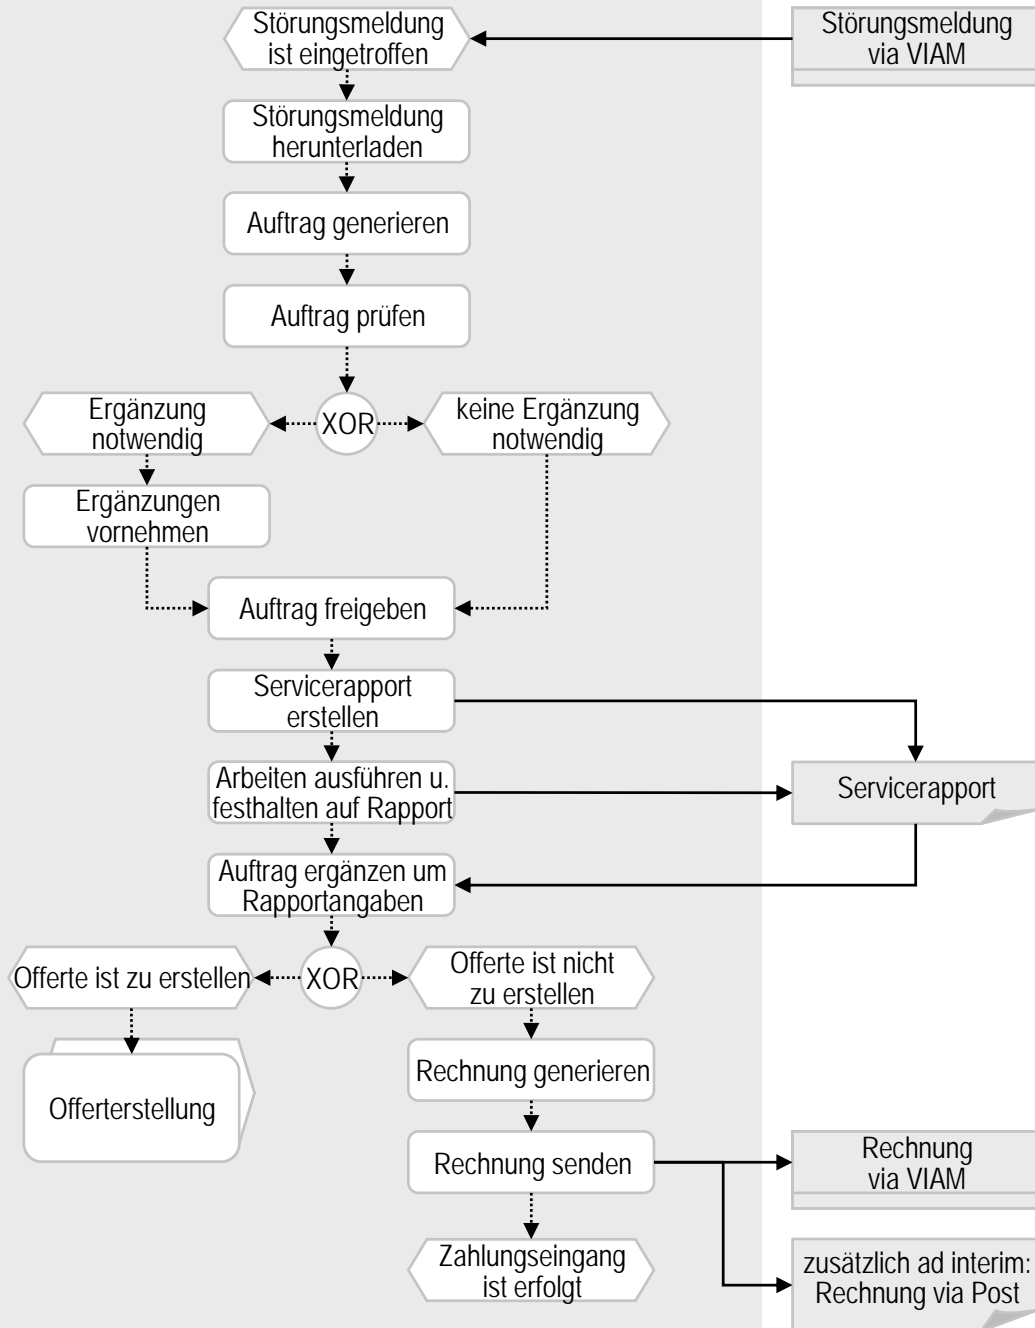 Störungsmeldung
ist eingetroffen
Störungsmeldung
via VIAM
Störungsmeldung
herunterladen
Auftrag generieren
Auftrag prüfen
Ergänzung
notwendig
XOR
keine Ergänzung
notwendig
Ergänzungen
vornehmen
Auftrag freigeben
Servicerapport
erstellen
Arbeiten ausführen u.
festhalten auf Rapport
Servicerapport
Auftrag ergänzen um
Rapportangaben
Offerte ist zu erstellen
XOR
Offerte ist nicht
zu erstellen
Rechnung generieren
Offerterstellung
Rechnung senden
Rechnung
via VIAM
Zahlungseingang
ist erfolgt
zusätzlich ad interim:
Rechnung via Post